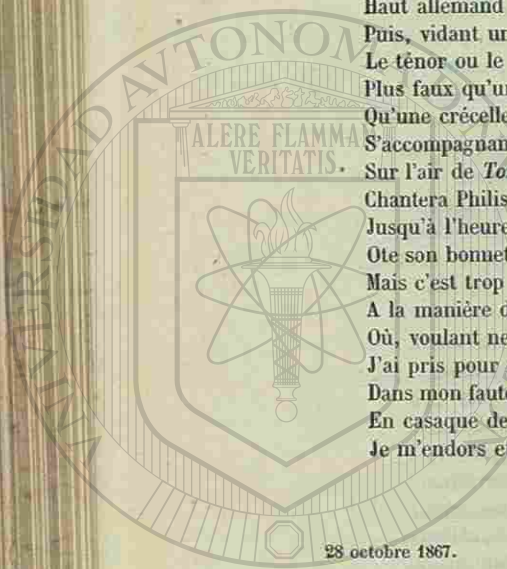 Haut allemand
Puis, vidant un
Le ténor ou le
Plus faux qu'un
Qu'une crécelle
S'accompagnan
Sur l'air de To
Chantera Philis
Jusqu'à l'heure
Ote son bonnet
Mais c'est trop
A la manière d
Où, voulant ne
J'ai pris pour
Dans mon faute
En casaque de
Je m'endors et
28 octobre 1867.
ALERE FLAMMAM
VERITATIS